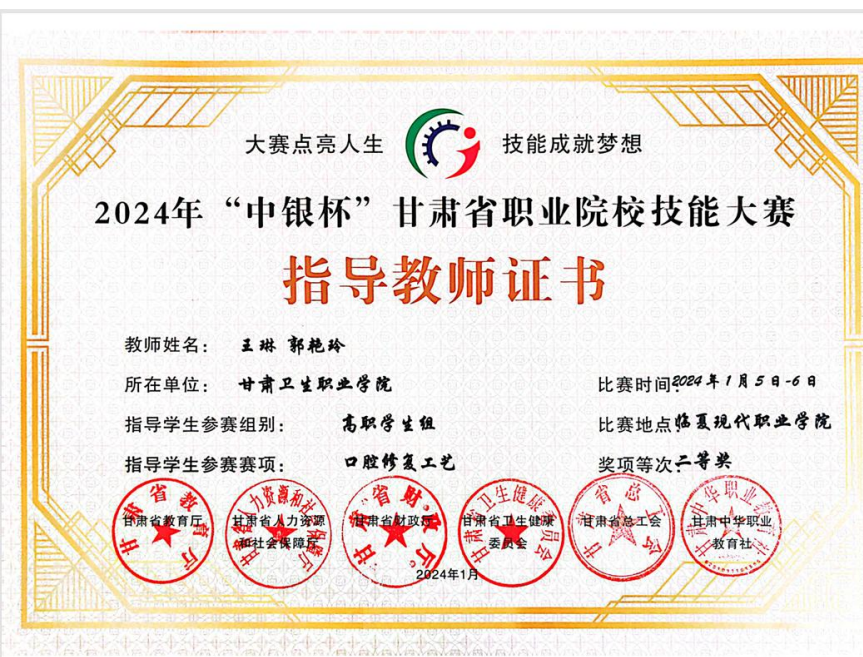 大赛点亮人生 技能成就梦想
2024年“中银杯”甘肃省职业院校技能大赛
指导教师证书
教师姓名： 王琳 郭艳玲
所在单位： 甘肃卫生职业学院 比赛时间：2024年1月5日-6日
指导学生参赛组别： 高职学生组 比赛地点：临夏现代职业学院
指导学生参赛赛项： 口腔修复工艺 奖项等次：二等奖
甘肃省教育厅 甘肃省人力资源 甘肃省财政厅 甘肃省卫生健康 甘肃省总工会 甘肃中华职业
和社会保障厅 委员会 教育社
2024年1月